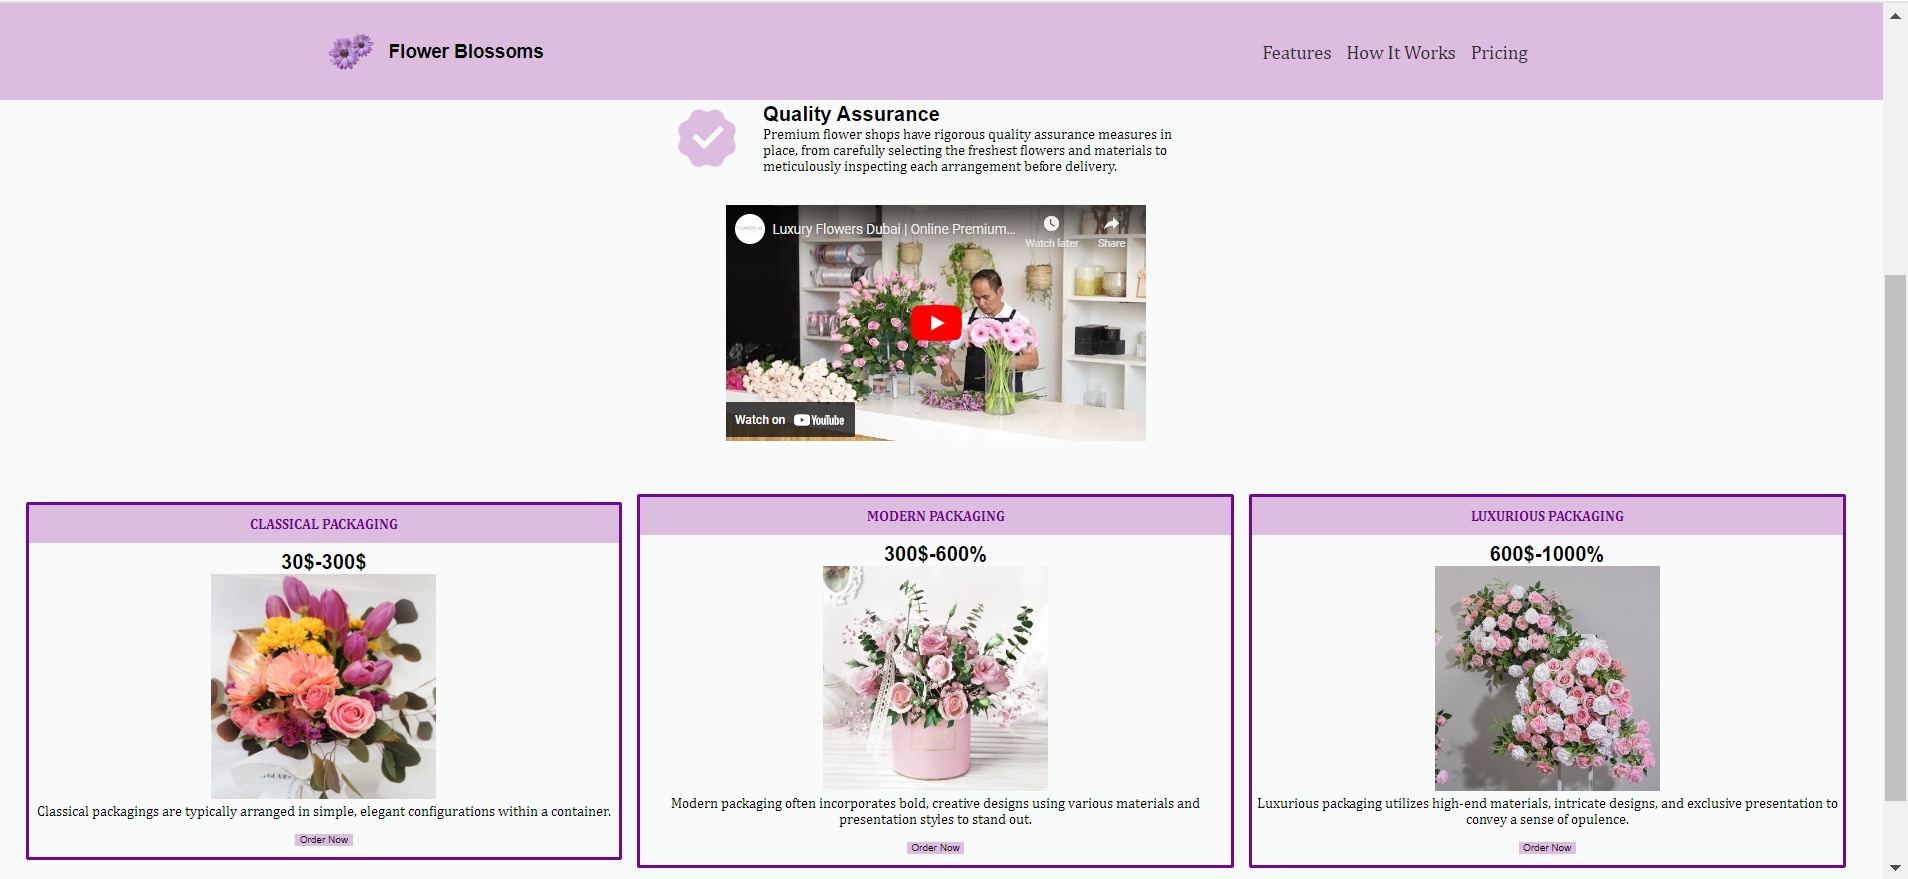 Flower Blossoms
Features How It Works Pricing
Quality Assurance
Premium flower shops have rigorous quality assurance measures in
place, from carefully selecting the freshest flowers and materials to
meticulously inspecting each arrangement before delivery.
Luxury Flowers Dubai | Online Premium...
Watch later
Share
Watch on YouTube
CLASSICAL PACKAGING
30$-300$
Classical packagings are typically arranged in simple, elegant configurations within a container.
Order Now
MODERN PACKAGING
300$-600%
Modern packaging often incorporates bold, creative designs using various materials and
presentation styles to stand out.
Order Now
LUXURIOUS PACKAGING
600$-1000%
Luxurious packaging utilizes high-end materials, intricate designs, and exclusive presentation to
convey a sense of opulence.
Order Now